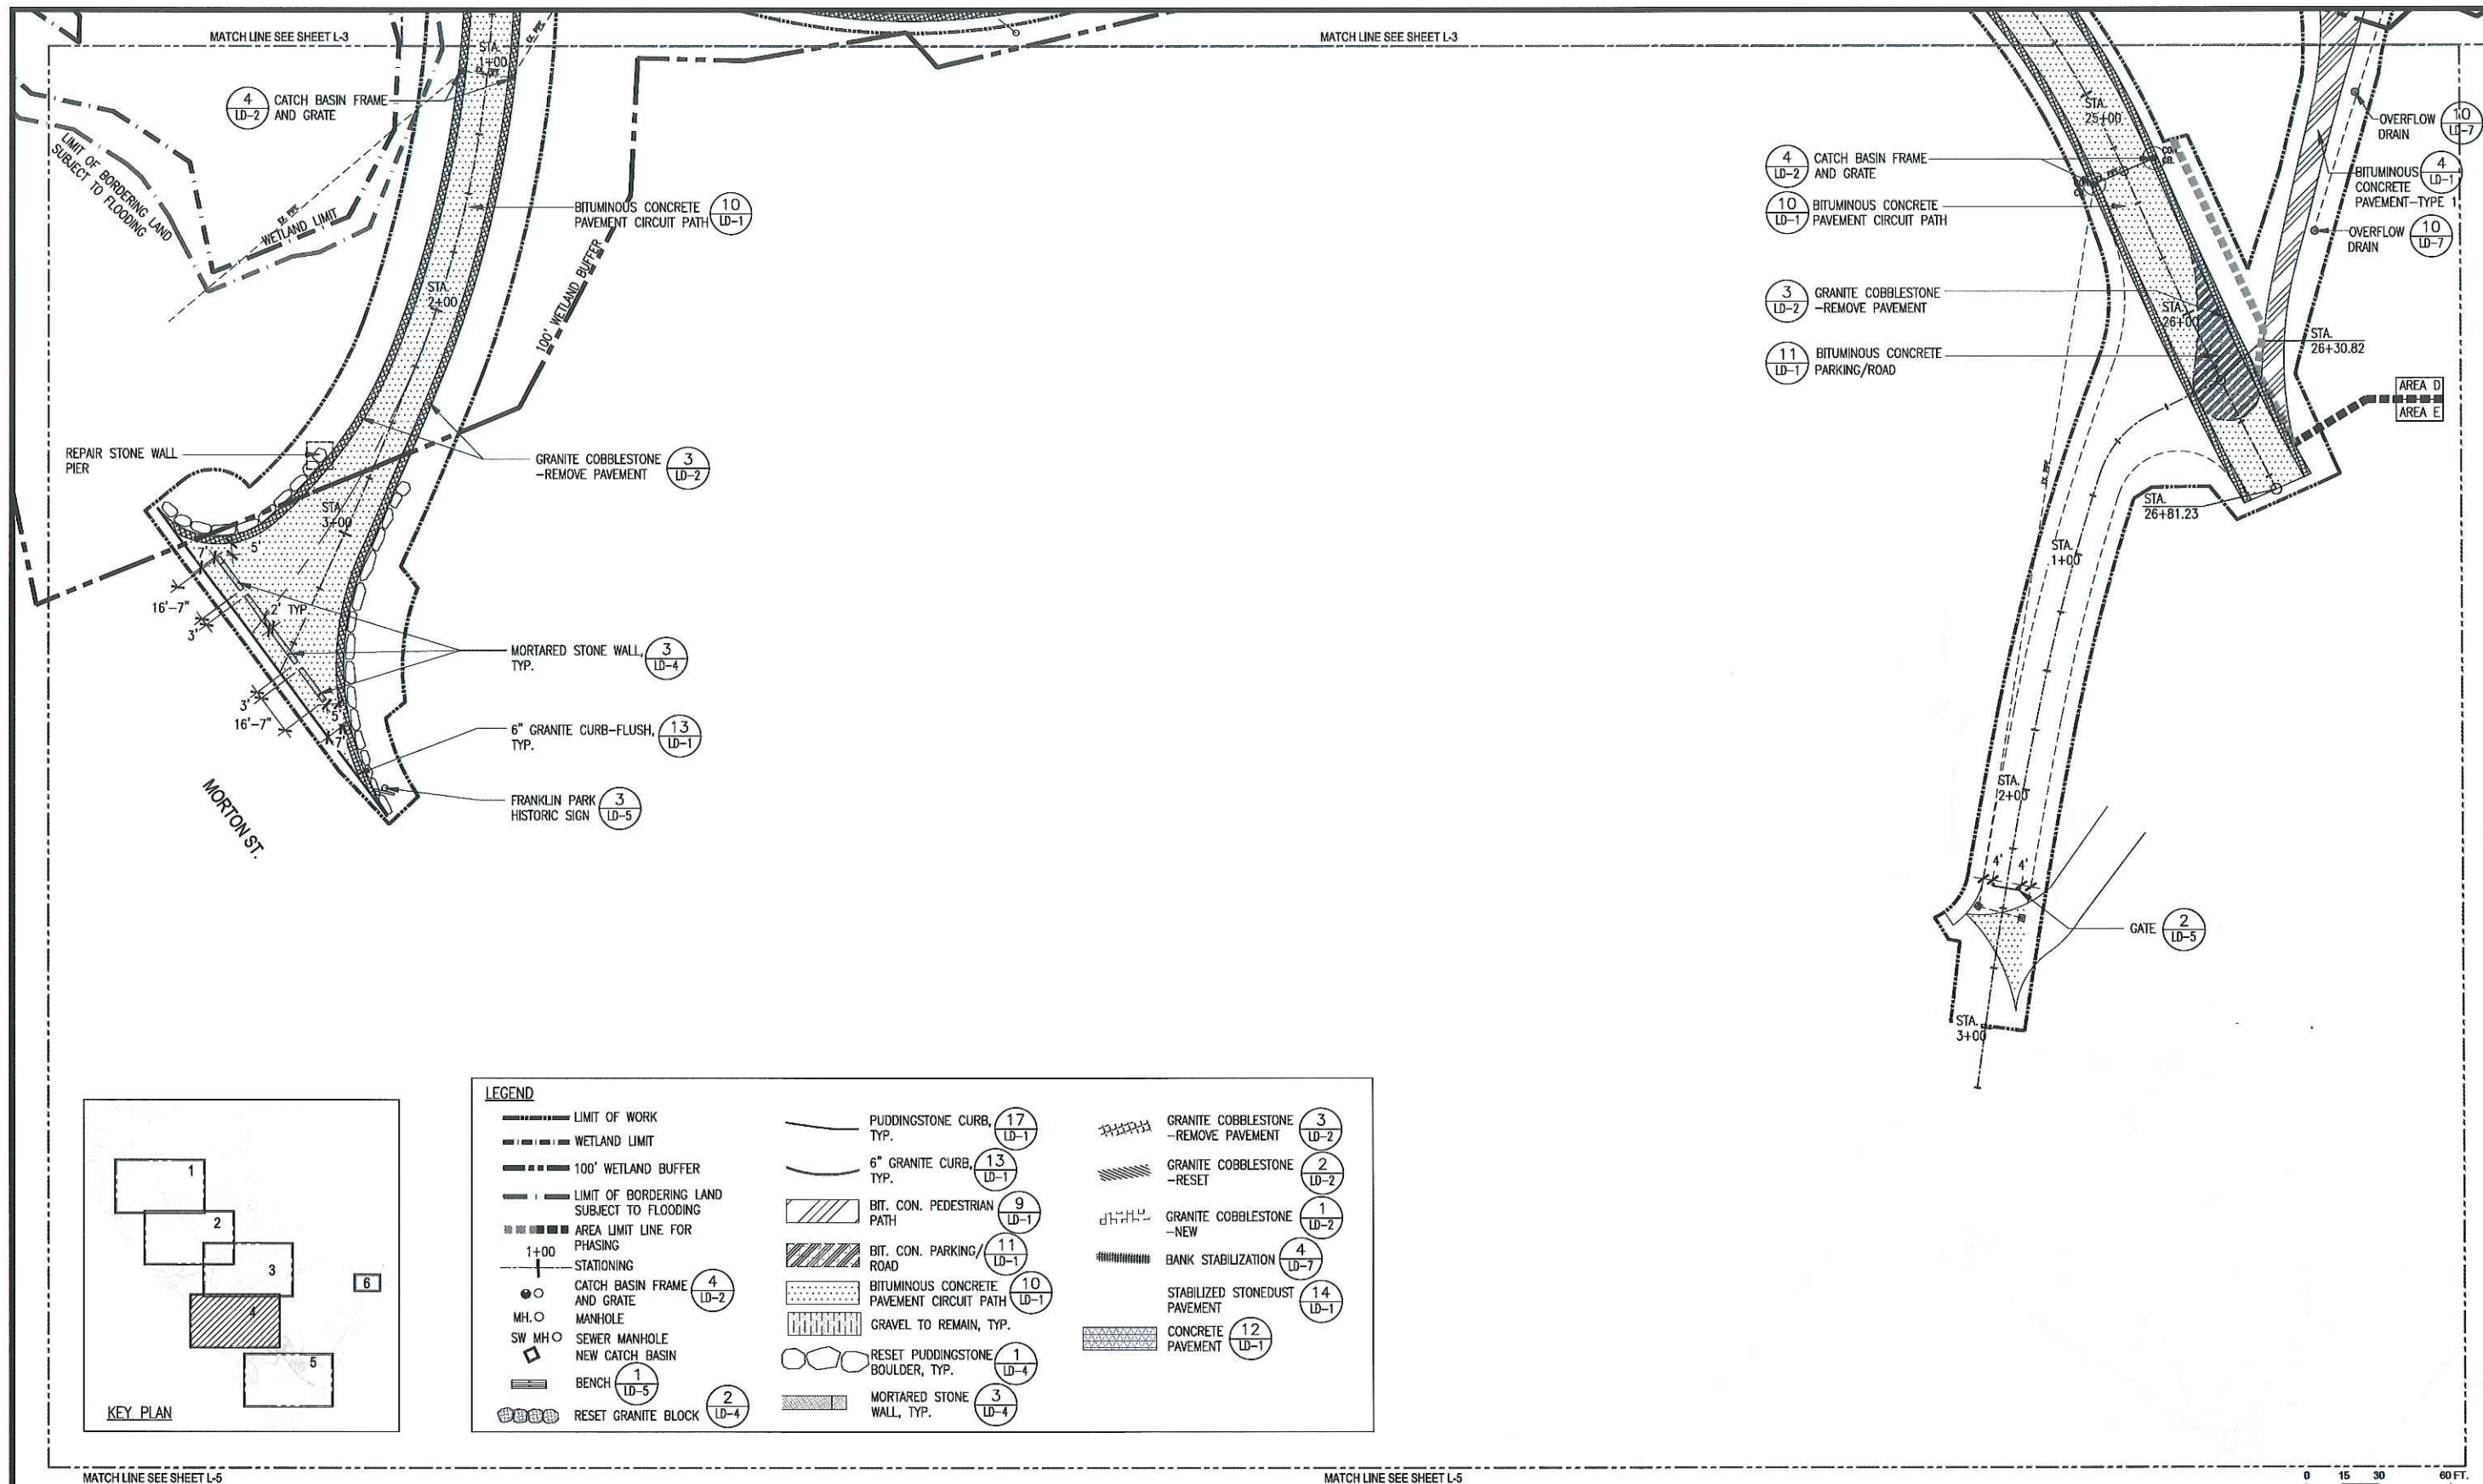 MATCH LINE SEE SHEET L-3
MATCH LINE SEE SHEET L-3
STA.
1+00
EX. PIPE
4
LD-2
CATCH BASIN FRAME
AND GRATE
LIMIT OF BORDERING LAND
SUBJECT TO FLOODING
EX. PIPE
WETLAND LIMIT
BITUMINOUS CONCRETE
PAVEMENT CIRCUIT PATH
10
LD-1
STA.
2+00
100' WETLAND BUFFER
REPAIR STONE WALL
PIER
GRANITE COBBLESTONE
-REMOVE PAVEMENT
3
LD-2
STA.
3+00
7'
5'
16'-7"
3'
2' TYP.
MORTARED STONE WALL,
TYP.
3
LD-4
3'
16'-7"
5'
7'
6" GRANITE CURB-FLUSH,
TYP.
13
LD-1
FRANKLIN PARK
HISTORIC SIGN
3
LD-5
MORTON ST.
STA.
25+00
CO.
CB.
4
LD-2
CATCH BASIN FRAME
AND GRATE
10
LD-1
BITUMINOUS CONCRETE
PAVEMENT CIRCUIT PATH
3
LD-2
GRANITE COBBLESTONE
-REMOVE PAVEMENT
11
LD-1
BITUMINOUS CONCRETE
PARKING/ROAD
OVERFLOW
DRAIN
10
LD-7
BITUMINOUS
CONCRETE
PAVEMENT-TYPE 1
4
LD-1
OVERFLOW
DRAIN
10
LD-7
STA.
26+00
STA.
26+30.82
AREA D
AREA E
EX. PIPE
STA.
26+81.23
STA.
1+00
STA.
2+00
4'
4'
GATE
2
LD-5
STA.
3+00
KEY PLAN
1
2
3
4
5
6
LEGEND
LIMIT OF WORK
WETLAND LIMIT
100' WETLAND BUFFER
LIMIT OF BORDERING LAND
SUBJECT TO FLOODING
AREA LIMIT LINE FOR
PHASING
1+00
STATIONING
CATCH BASIN FRAME
AND GRATE
4
LD-2
MH.
MANHOLE
SW MH
SEWER MANHOLE
NEW CATCH BASIN
BENCH
1
LD-5
RESET GRANITE BLOCK
2
LD-4
PUDDINGSTONE CURB,
TYP.
17
LD-1
6" GRANITE CURB,
TYP.
13
LD-1
BIT. CON. PEDESTRIAN
PATH
9
LD-1
BIT. CON. PARKING/
ROAD
11
LD-1
BITUMINOUS CONCRETE
PAVEMENT CIRCUIT PATH
10
LD-1
GRAVEL TO REMAIN, TYP.
RESET PUDDINGSTONE
BOULDER, TYP.
1
LD-4
MORTARED STONE
WALL, TYP.
3
LD-4
GRANITE COBBLESTONE
-REMOVE PAVEMENT
3
LD-2
GRANITE COBBLESTONE
-RESET
2
LD-2
GRANITE COBBLESTONE
-NEW
1
LD-2
BANK STABILIZATION
4
LD-7
STABILIZED STONEDUST
PAVEMENT
14
LD-1
CONCRETE
PAVEMENT
12
LD-1
MATCH LINE SEE SHEET L-5
MATCH LINE SEE SHEET L-5
0 15 30 60 FT.